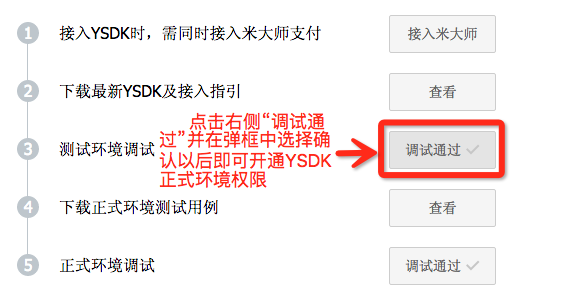 1 接入YSDK时，需同时接入米大师支付 接入米大师
2 下载最新YSDK及接入指引 查看
点击右侧“调试通
过”并在弹框中选择确
认以后即可开通YSDK
正式环境权限
3 测试环境调试 调试通过
4 下载正式环境测试用例 查看
5 正式环境调试 调试通过